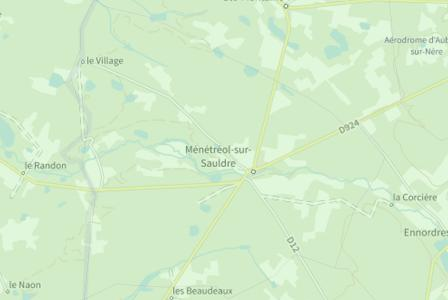 Aérodrome d'Aub
sur-Nère
le Village
D924
Ménétréol-sur-
Sauldre
le Randon
la Corcière
Ennordres
D12
le Naon
les Beaudeaux